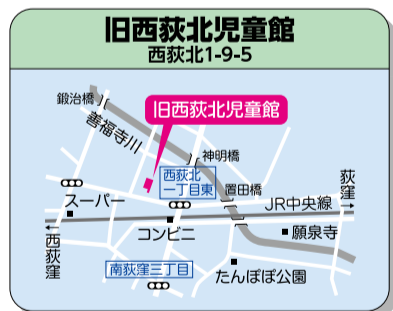 旧西荻北児童館
西荻北1-9-5
鍛治橋
善福寺川
旧西荻北児童館
神明橋
西荻北
一丁目東
置田橋
荻窪
スーパー
JR中央線
西荻窪
コンビニ
願泉寺
南荻窪三丁目
たんぽぽ公園